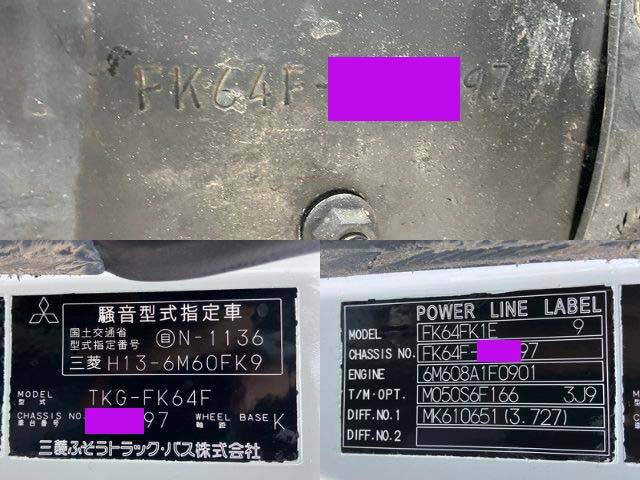 FK64F- 97
騒音型式指定車
国土交通省
型式指定番号 自N-1136
三菱 H13-6M60FK9
MODEL
型式 TKG-FK64F
CHASSIS NO.
車台番号 97 WHEEL BASE K
三菱ふそうトラック・バス株式会社
POWER LINE LABEL
MODEL FK64FK1E 9
CHASSIS NO. FK64F- 97
ENGINE 6M608A1F0901
T/M・OPT. M050S6F166 3J9
DIFF.NO.1 MK610651 (3.727)
DIFF.NO.2